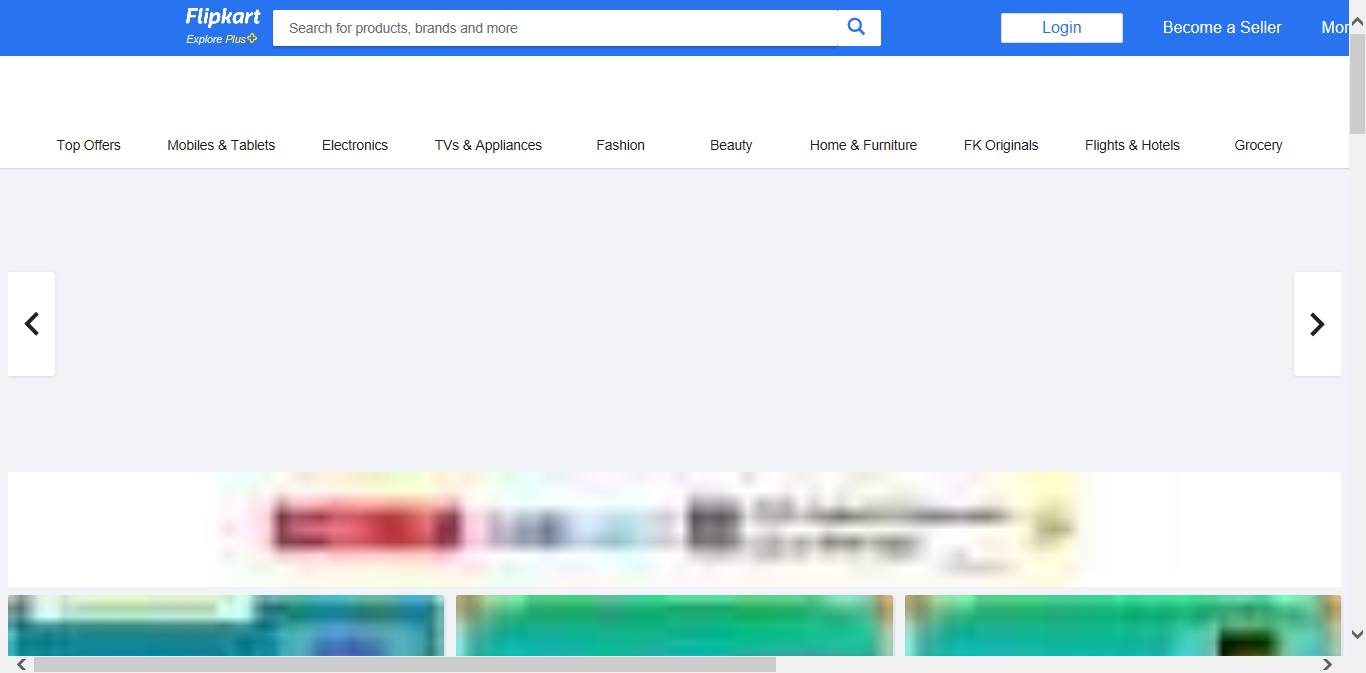 Flipkart
Explore Plus
Search for products, brands and more
Login
Become a Seller
Mor
Top Offers
Mobiles & Tablets
Electronics
TVs & Appliances
Fashion
Beauty
Home & Furniture
FK Originals
Flights & Hotels
Grocery